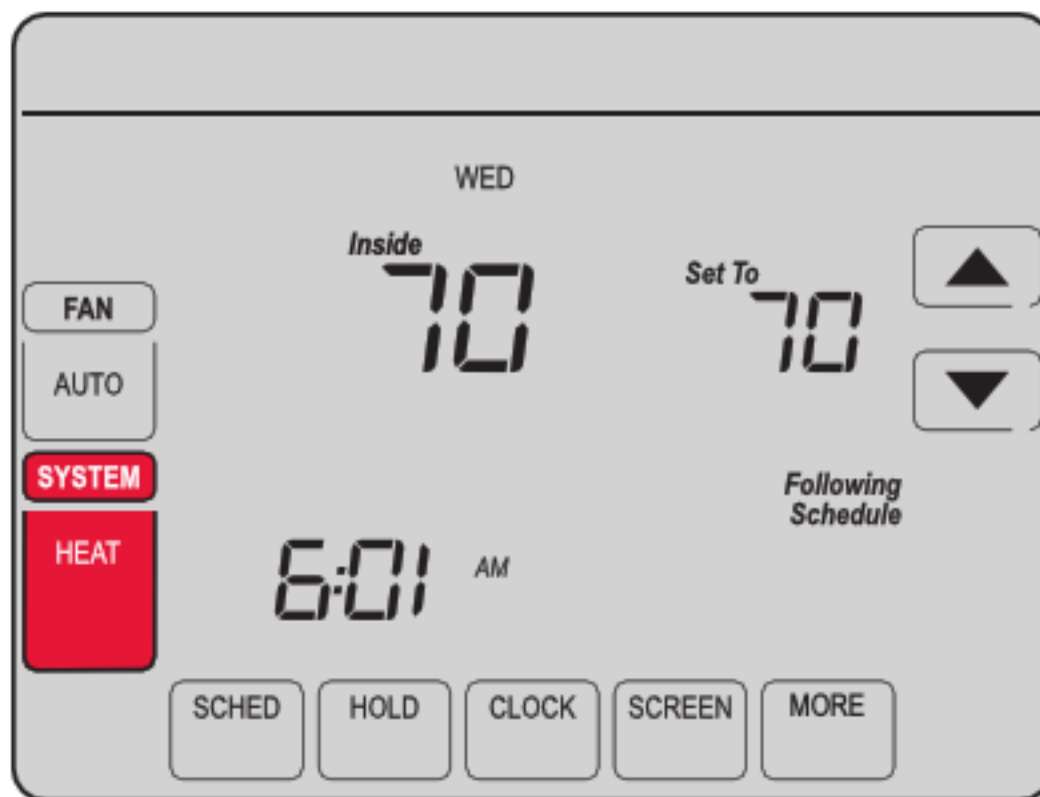 WED
Inside
70
Set To
70
FAN
AUTO
SYSTEM
HEAT
Following
Schedule
6:01 AM
SCHED HOLD CLOCK SCREEN MORE